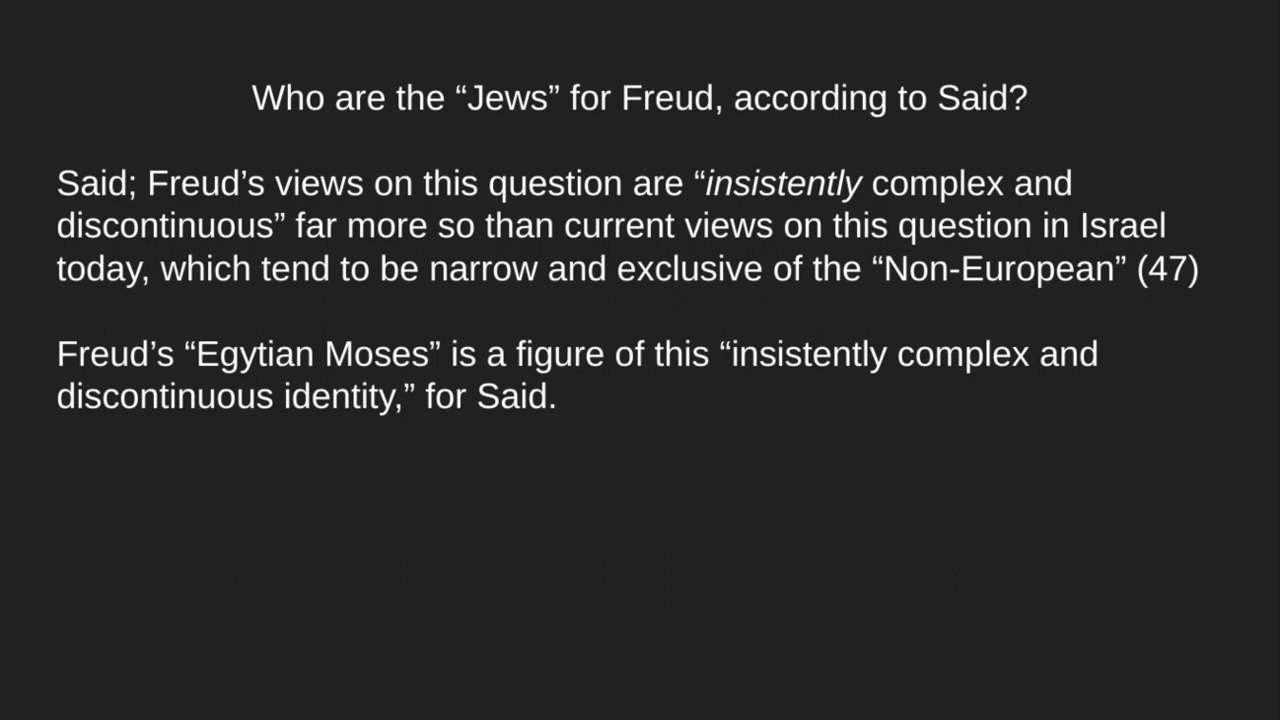 Who are the “Jews” for Freud, according to Said?
Said; Freud’s views on this question are “insistently complex and
discontinuous” far more so than current views on this question in Israel
today, which tend to be narrow and exclusive of the “Non-European” (47)
Freud’s “Egytian Moses” is a figure of this “insistently complex and
discontinuous identity,” for Said.